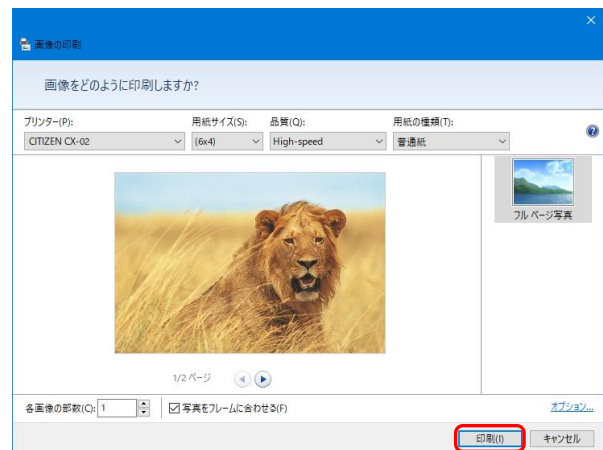 画像の印刷
画像をどのように印刷しますか?
プリンター(P): 用紙サイズ(S): 品質(Q): 用紙の種類(T):
CITIZEN CX-02 (6x4) High-speed 普通紙
フル ページ写真
1/2 ページ
各画像の部数(C): 1 写真をフレームに合わせる(F) オプション...
印刷(I) キャンセル